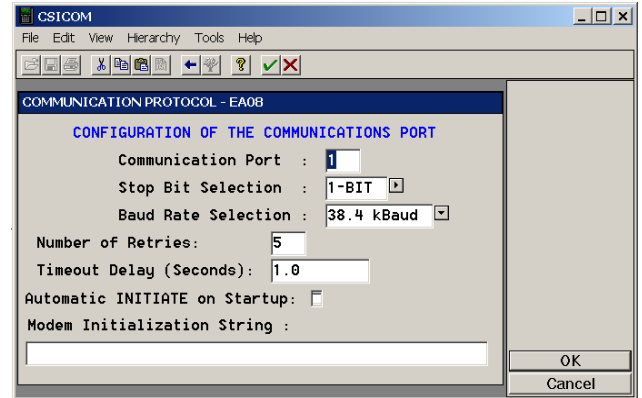 CSICOM
File Edit View Hierarchy Tools Help
COMMUNICATION PROTOCOL - EA08
CONFIGURATION OF THE COMMUNICATIONS PORT
Communication Port : 1
Stop Bit Selection : 1-BIT
Baud Rate Selection : 38.4 kBaud
Number of Retries: 5
Timeout Delay (Seconds): 1.0
Automatic INITIATE on Startup:
Modem Initialization String :
OK
Cancel